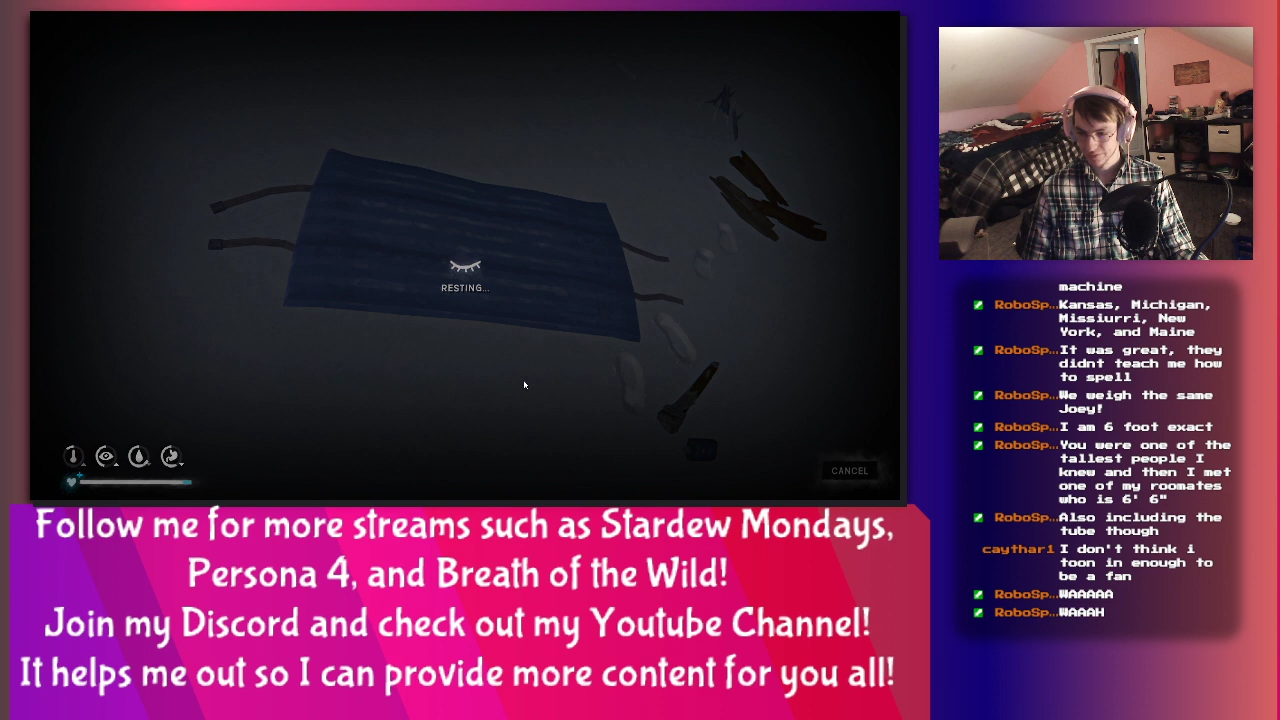 RESTING...
CANCEL
Follow me for more streams such as Stardew Mondays,
Persona 4, and Breath of the Wild!
Join my Discord and check out my Youtube Channel!
It helps me out so I can provide more content for you all!
machine
RoboSp...Kansas, Michigan,
Missiurri, New
York, and Maine
RoboSp...It was great, they
didnt teach me how
to spell
RoboSp...We weigh the same
Joey!
RoboSp...I am 6 foot exact
RoboSp...You were one of the
tallest people I
knew and then I met
one of my roomates
who is 6' 6"
RoboSp...Also including the
tube though
caythar1 I don't think i
toon in enough to
be a fan
RoboSp...WAAAAA
RoboSp...WAAAH